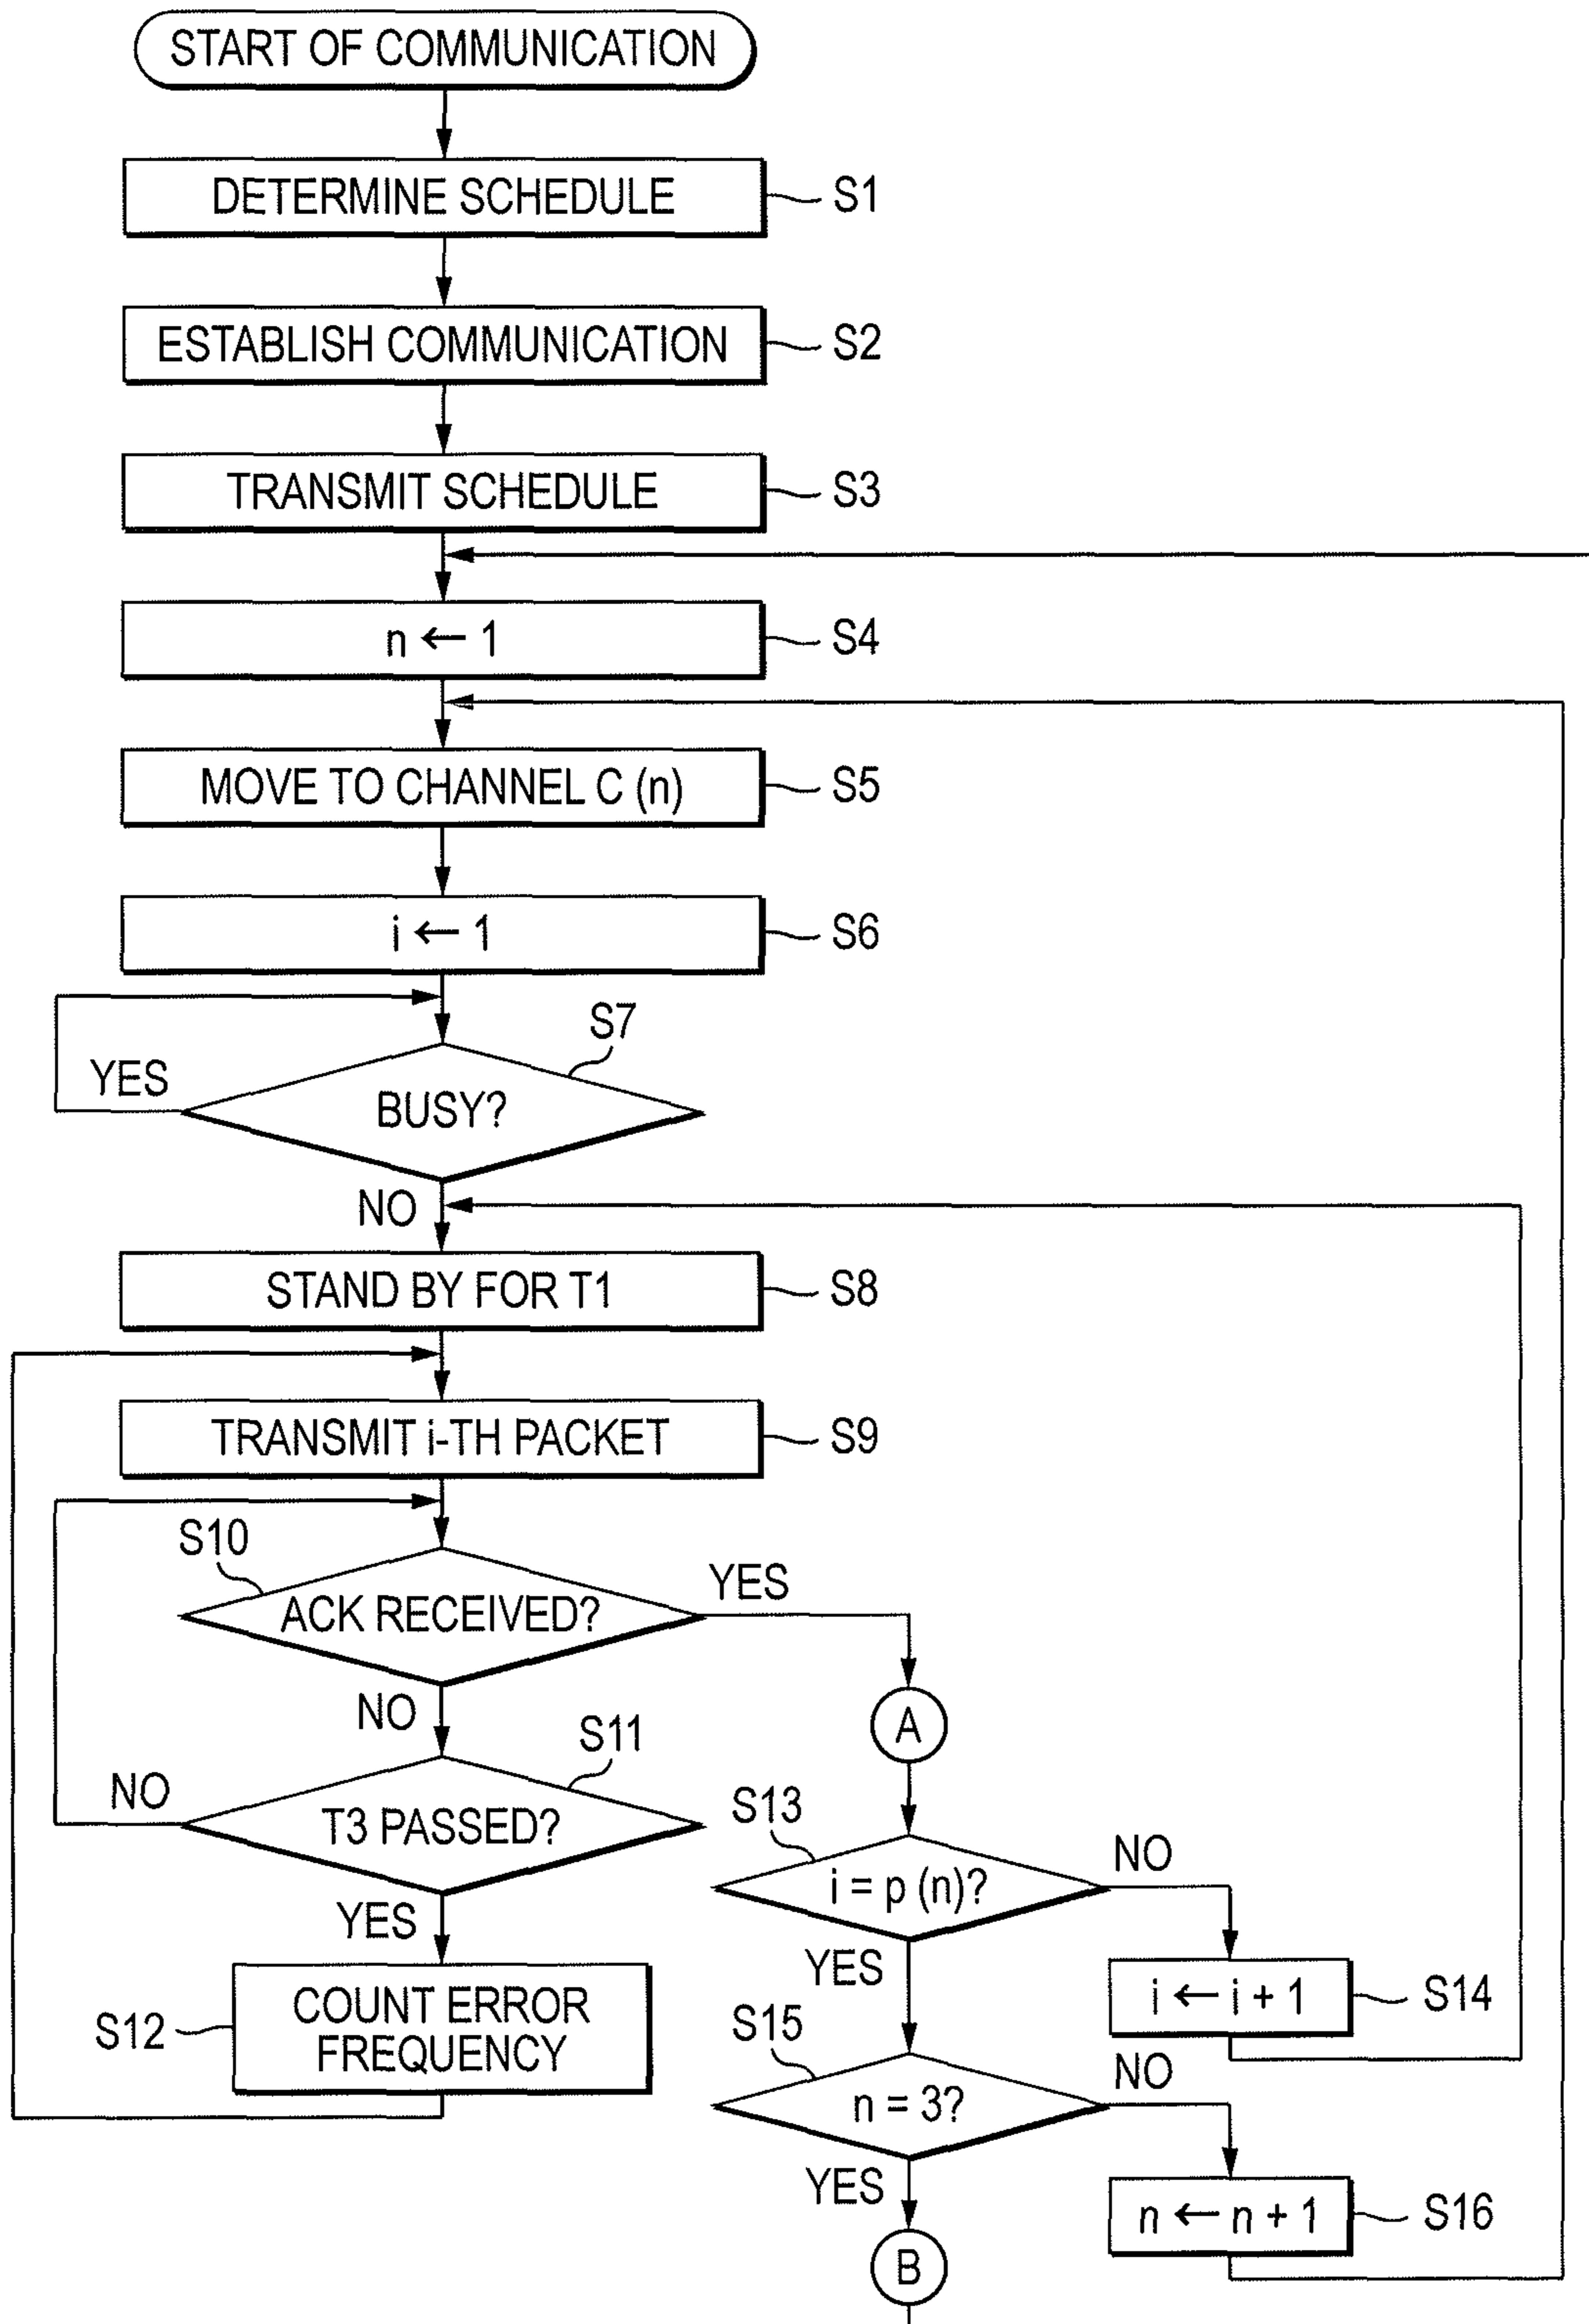 START OF COMMUNICATION
DETERMINE SCHEDULE
S1
ESTABLISH COMMUNICATION
S2
TRANSMIT SCHEDULE
S3
n ← 1
S4
MOVE TO CHANNEL C (n)
S5
i ← 1
S6
S7
YES
BUSY?
NO
STAND BY FOR T1
S8
TRANSMIT i-TH PACKET
S9
S10
ACK RECEIVED?
YES
NO
A
S11
NO
T3 PASSED?
YES
S13
i = p (n)?
NO
YES
COUNT ERROR
FREQUENCY
S12
i ← i + 1
S14
S15
n = 3?
NO
YES
n ← n + 1
S16
B